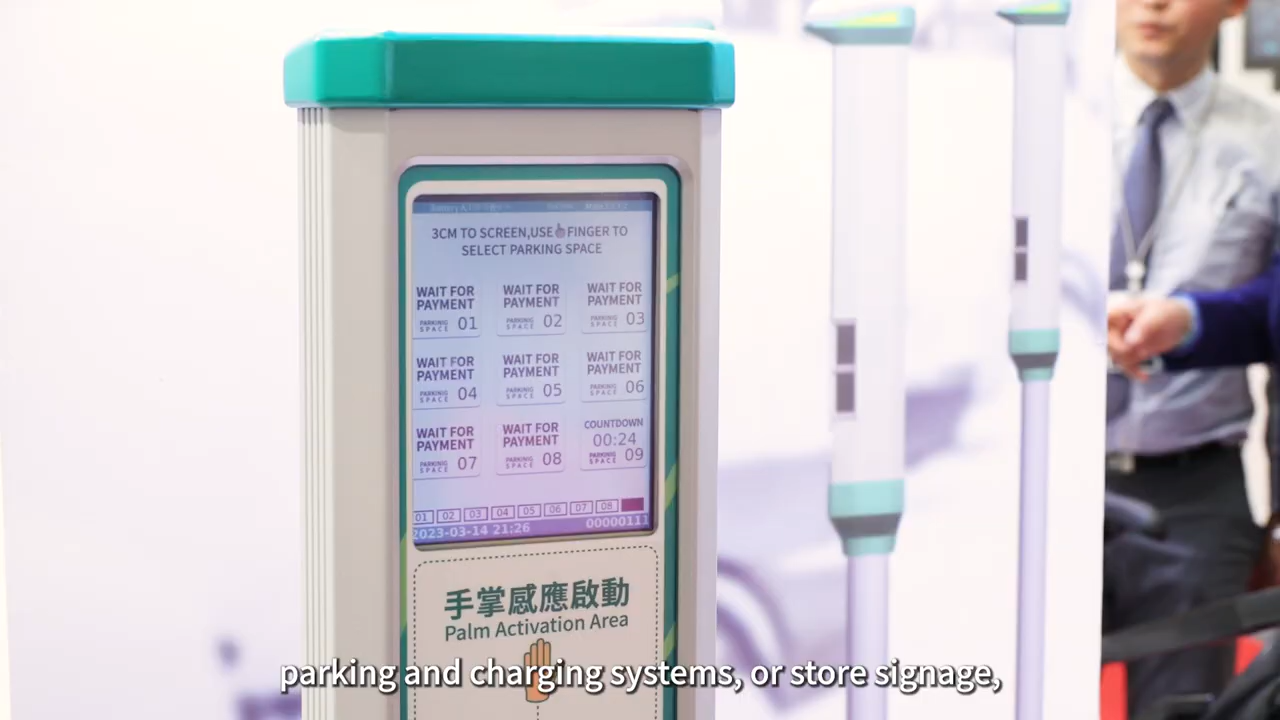 3CM TO SCREEN,USE FINGER TO
SELECT PARKING SPACE
WAIT FOR PAYMENT PARKING SPACE 01
WAIT FOR PAYMENT PARKING SPACE 02
WAIT FOR PAYMENT PARKING SPACE 03
WAIT FOR PAYMENT PARKING SPACE 04
WAIT FOR PAYMENT PARKING SPACE 05
WAIT FOR PAYMENT PARKING SPACE 06
WAIT FOR PAYMENT PARKING SPACE 07
WAIT FOR PAYMENT PARKING SPACE 08
COUNTDOWN 00:24 PARKING SPACE 09
01 02 03 04 05 06 07 08
2023-03-14 21:26 00000111
手掌感應啟動
Palm Activation Area
parking and charging systems, or store signage,